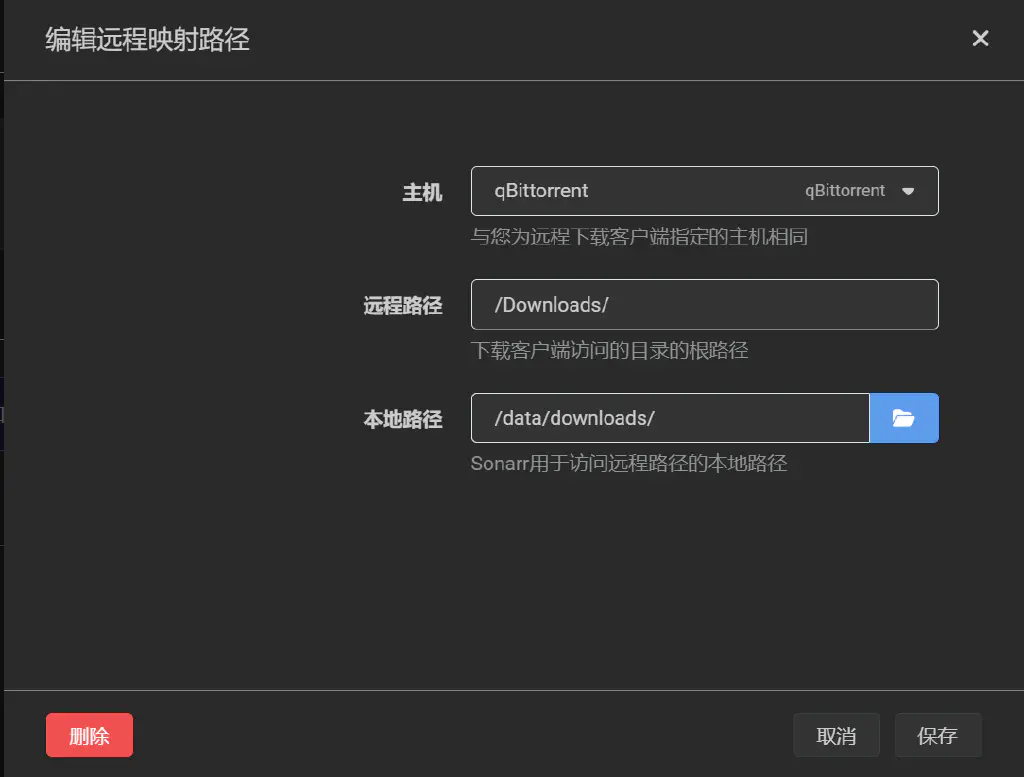 编辑远程映射路径
主机
qBittorrent
qBittorrent
与您为远程下载客户端指定的主机相同
远程路径
/Downloads/
下载客户端访问的目录的根路径
本地路径
/data/downloads/
Sonarr用于访问远程路径的本地路径
删除
取消
保存